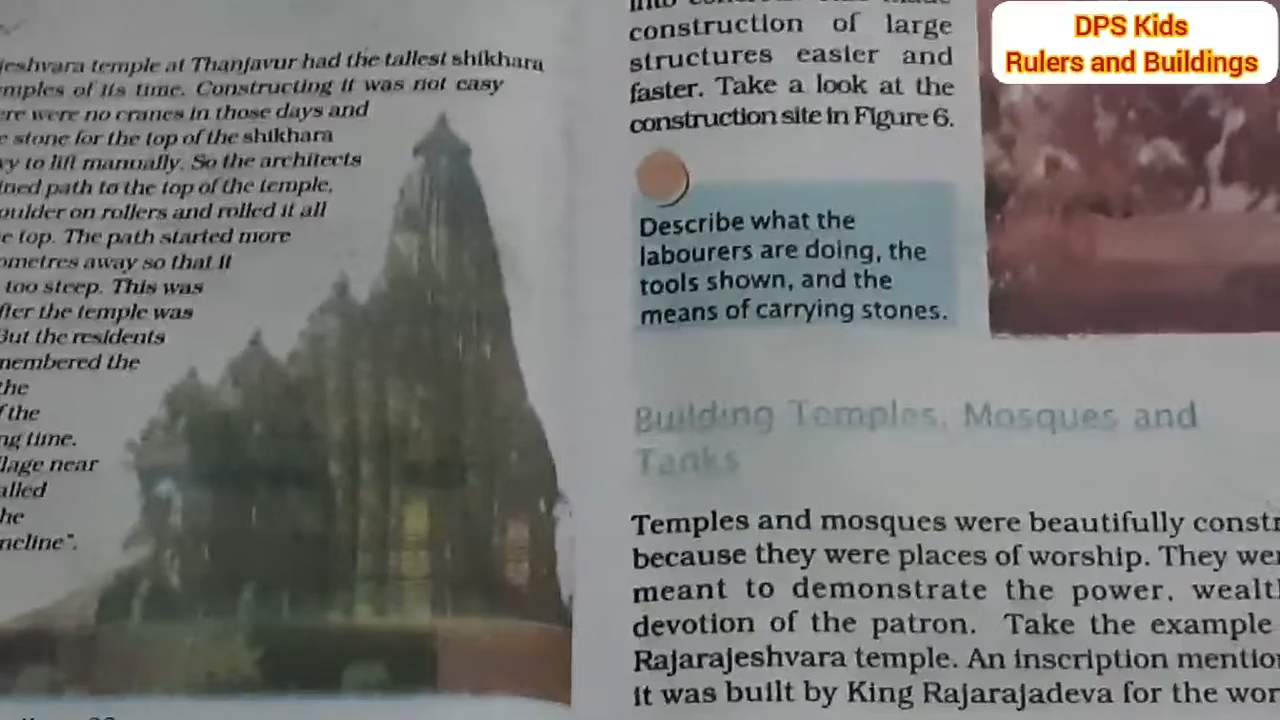 jeshvara temple at Thanjavur had the tallest shikhara
mples of its time. Constructing it was not easy
ere were no cranes in those days and
e stone for the top of the shikhara
vy to lift manually. So the architects
ined path to the top of the temple,
oulder on rollers and rolled it all
e top. The path started more
ometres away so that it
too steep. This was
fter the temple was
But the residents
membered the
the
f the
ng time.
llage near
alled
he
ncline".
construction of large
structures easier and
faster. Take a look at the
construction site in Figure 6.
Describe what the
labourers are doing, the
tools shown, and the
means of carrying stones.
Building Temples, Mosques and
Tanks
Temples and mosques were beautifully constr
because they were places of worship. They wer
meant to demonstrate the power, wealth
devotion of the patron. Take the example
Rajarajeshvara temple. An inscription mention
it was built by King Rajarajadeva for the wor
DPS Kids
Rulers and Buildings